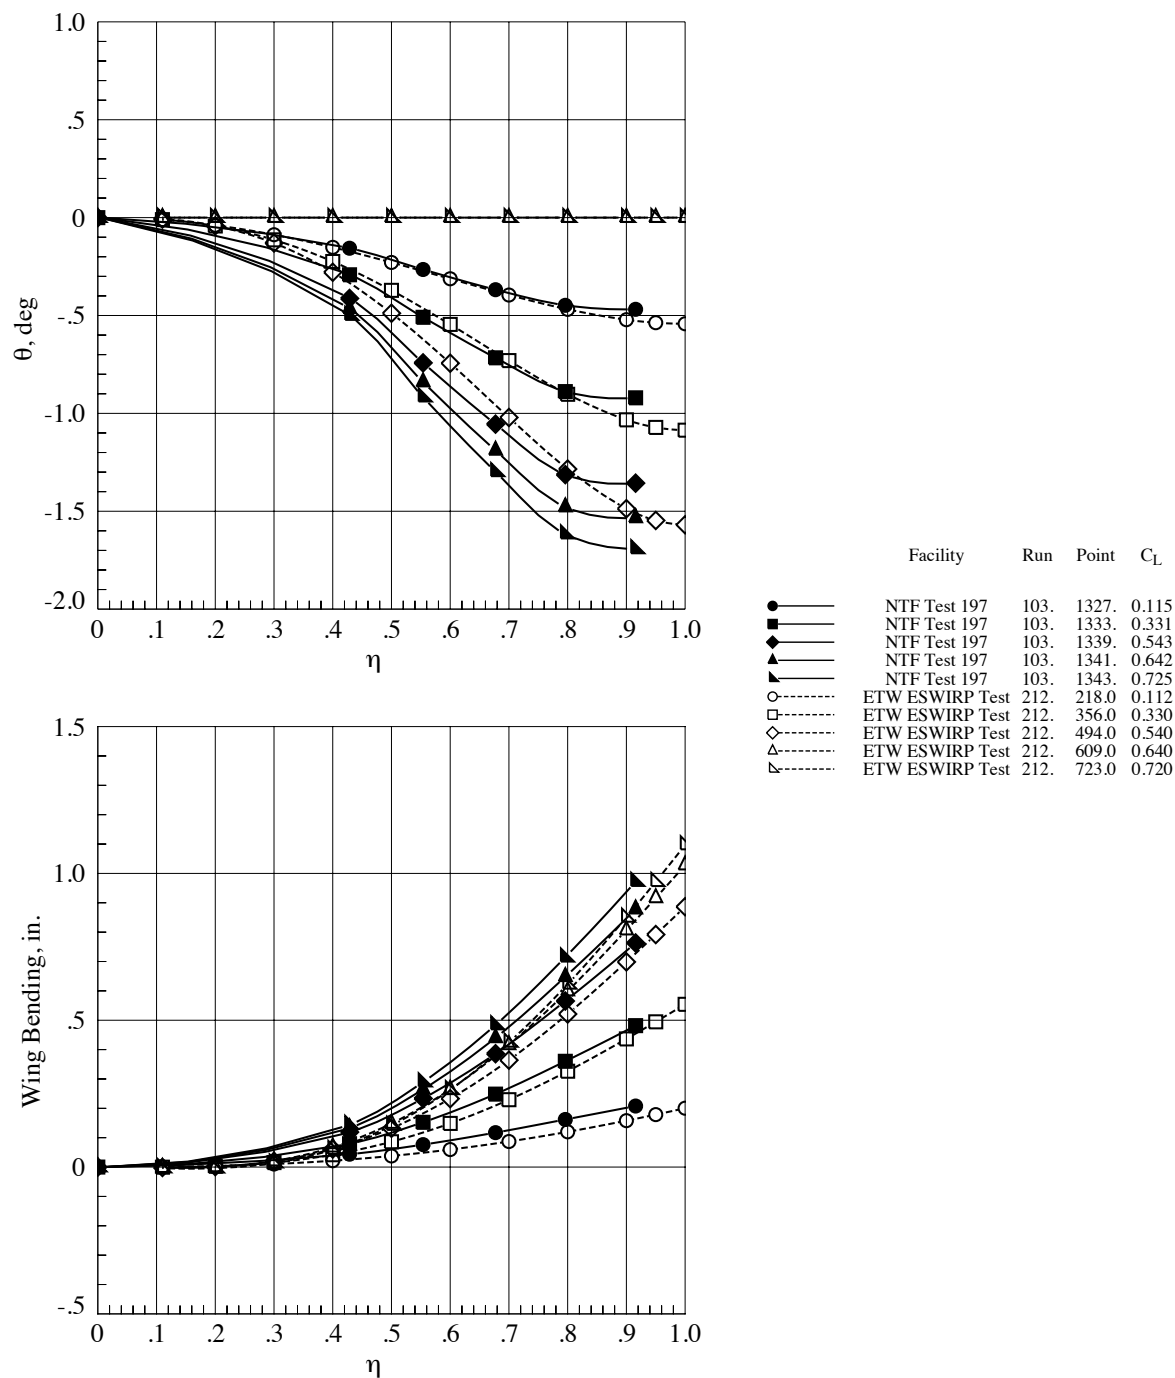 1.0
.5
0
-.5
-1.0
-1.5
-2.0
θ, deg
0 .1 .2 .3 .4 .5 .6 .7 .8 .9 1.0
η
Facility Run Point C_L
NTF Test 197 103. 1327. 0.115
NTF Test 197 103. 1333. 0.331
NTF Test 197 103. 1339. 0.543
NTF Test 197 103. 1341. 0.642
NTF Test 197 103. 1343. 0.725
ETW ESWIRP Test 212. 218.0 0.112
ETW ESWIRP Test 212. 356.0 0.330
ETW ESWIRP Test 212. 494.0 0.540
ETW ESWIRP Test 212. 609.0 0.640
ETW ESWIRP Test 212. 723.0 0.720
1.5
1.0
.5
0
-.5
Wing Bending, in.
0 .1 .2 .3 .4 .5 .6 .7 .8 .9 1.0
η